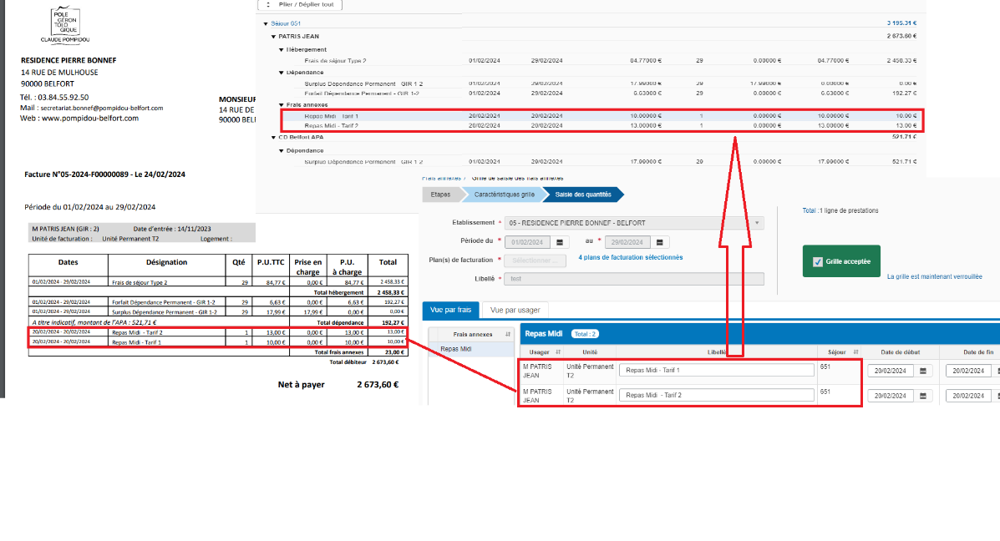 POLE
GÉRON
TOLO
GIQUE
CLAUDE POMPIDOU
RESIDENCE PIERRE BONNEF
14 RUE DE MULHOUSE
90000 BELFORT
Tél. : 03.84.55.92.50
Mail : secretariat.bonnef@pompidou-belfort.com
Web : www.pompidou-belfort.com
MONSIEUR
14 RUE DE
90000 BELF
Facture N°05-2024-F00000089 - Le 24/02/2024
Période du 01/02/2024 au 29/02/2024
M PATRIS JEAN (GIR : 2) Date d'entrée : 14/11/2023
Unité de facturation : Unité Permanent T2 Logement :
Dates Désignation Qté P.U.TTC Prise en charge P.U. à charge Total
01/02/2024 - 29/02/2024 Frais de séjour Type 2 29 84,77 € 0,00 € 84,77 € 2 458,33 €
Total hébergement 2 458,33 €
01/02/2024 - 29/02/2024 Forfait Dépendance Permanent - GIR 1-2 29 6,63 € 0,00 € 6,63 € 192,27 €
01/02/2024 - 29/02/2024 Surplus Dépendance Permanent - GIR 1-2 29 17,99 € 17,99 € 0,00 € 0,00 €
A titre indicatif, montant de l'APA : 521,71 € Total dépendance 192,27 €
20/02/2024 - 20/02/2024 Repas Midi - Tarif 2 1 13,00 € 0,00 € 13,00 € 13,00 €
20/02/2024 - 20/02/2024 Repas Midi - Tarif 1 1 10,00 € 0,00 € 10,00 € 10,00 €
Total frais annexes 23,00 €
Total débiteur 2 673,60 €
Net à payer 2 673,60 €
Plier / Déplier tout
Séjour 651 3 195.31 €
PATRIS JEAN 2 673.60 €
Hébergement
Frais de séjour Type 2 01/02/2024 29/02/2024 84.77000 € 29 0.00000 € 84.77000 € 2 458.33 €
Dépendance
Surplus Dépendance Permanent - GIR 1-2 01/02/2024 29/02/2024 17.99000 € 29 17.99000 € 0.00000 € 0.00 €
Forfait Dépendance Permanent - GIR 1-2 01/02/2024 29/02/2024 6.63000 € 29 0.00000 € 6.63000 € 192.27 €
Frais annexes
Repas Midi - Tarif 1 20/02/2024 20/02/2024 10.00000 € 1 0.00000 € 10.00000 € 10.00 €
Repas Midi - Tarif 2 20/02/2024 20/02/2024 13.00000 € 1 0.00000 € 13.00000 € 13.00 €
CD Belfort APA 521.71 €
Dépendance
Surplus Dépendance Permanent - GIR 1-2 01/02/2024 29/02/2024 17.99000 € 29 0.00000 € 17.99000 € 521.71 €
Frais annexes / Grille de saisie des frais annexes
Etapes Caractéristiques grille Saisie des quantités
Etablissement * 05 - RESIDENCE PIERRE BONNEF - BELFORT
Période du * 01/02/2024 au * 29/02/2024
Plan(s) de facturation * Sélectionner ... 4 plans de facturation sélectionnés
Libellé * test
Total :1 ligne de prestations
Grille acceptée
La grille est maintenant verrouillée
Vue par frais Vue par usager
Frais annexes
Repas Midi
Repas Midi Total : 2
Usager Unité Libellé Séjour Date de début Date de fin
M PATRIS JEAN Unité Permanent T2 Repas Midi - Tarif 1 651 20/02/2024 20/02/2024
M PATRIS JEAN Unité Permanent T2 Repas Midi - Tarif 2 651 20/02/2024 20/02/2024